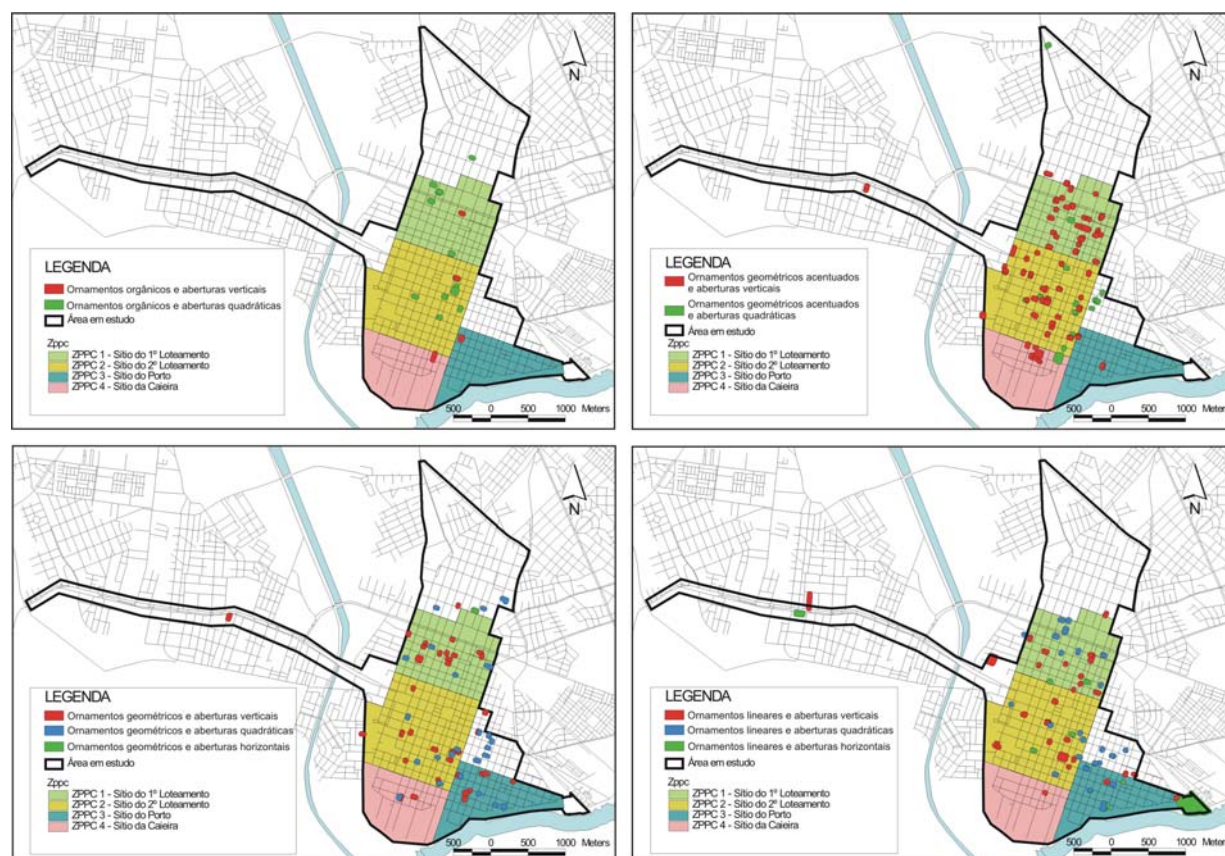 N
LEGENDA
Ornamentos orgânicos e aberturas verticais
Ornamentos orgânicos e aberturas quadráticas
Área em estudo
Zppc
ZPPC 1 - Sítio do 1º Loteamento
ZPPC 2 - Sítio do 2º Loteamento
ZPPC 3 - Sítio do Porto
ZPPC 4 - Sítio da Caieira
500 0 500 1000 Meters
N
LEGENDA
Ornamentos geométricos acentuados
e aberturas verticais
Ornamentos geométricos acentuados
e aberturas quadráticas
Área em estudo
Zppc
ZPPC 1 - Sítio do 1º Loteamento
ZPPC 2 - Sítio do 2º Loteamento
ZPPC 3 - Sítio do Porto
ZPPC 4 - Sítio da Caieira
500 0 500 1000 Meters
N
LEGENDA
Ornamentos geométricos e aberturas verticais
Ornamentos geométricos e aberturas quadráticas
Ornamentos geométricos e aberturas horizontais
Área em estudo
Zppc
ZPPC 1 - Sítio do 1º Loteamento
ZPPC 2 - Sítio do 2º Loteamento
ZPPC 3 - Sítio do Porto
ZPPC 4 - Sítio da Caieira
500 0 500 1000 Meters
N
LEGENDA
Ornamentos lineares e aberturas verticais
Ornamentos lineares e aberturas quadráticas
Ornamentos lineares e aberturas horizontais
Área em estudo
Zppc
ZPPC 1 - Sítio do 1º Loteamento
ZPPC 2 - Sítio do 2º Loteamento
ZPPC 3 - Sítio do Porto
ZPPC 4 - Sítio da Caieira
500 0 500 1000 Meters